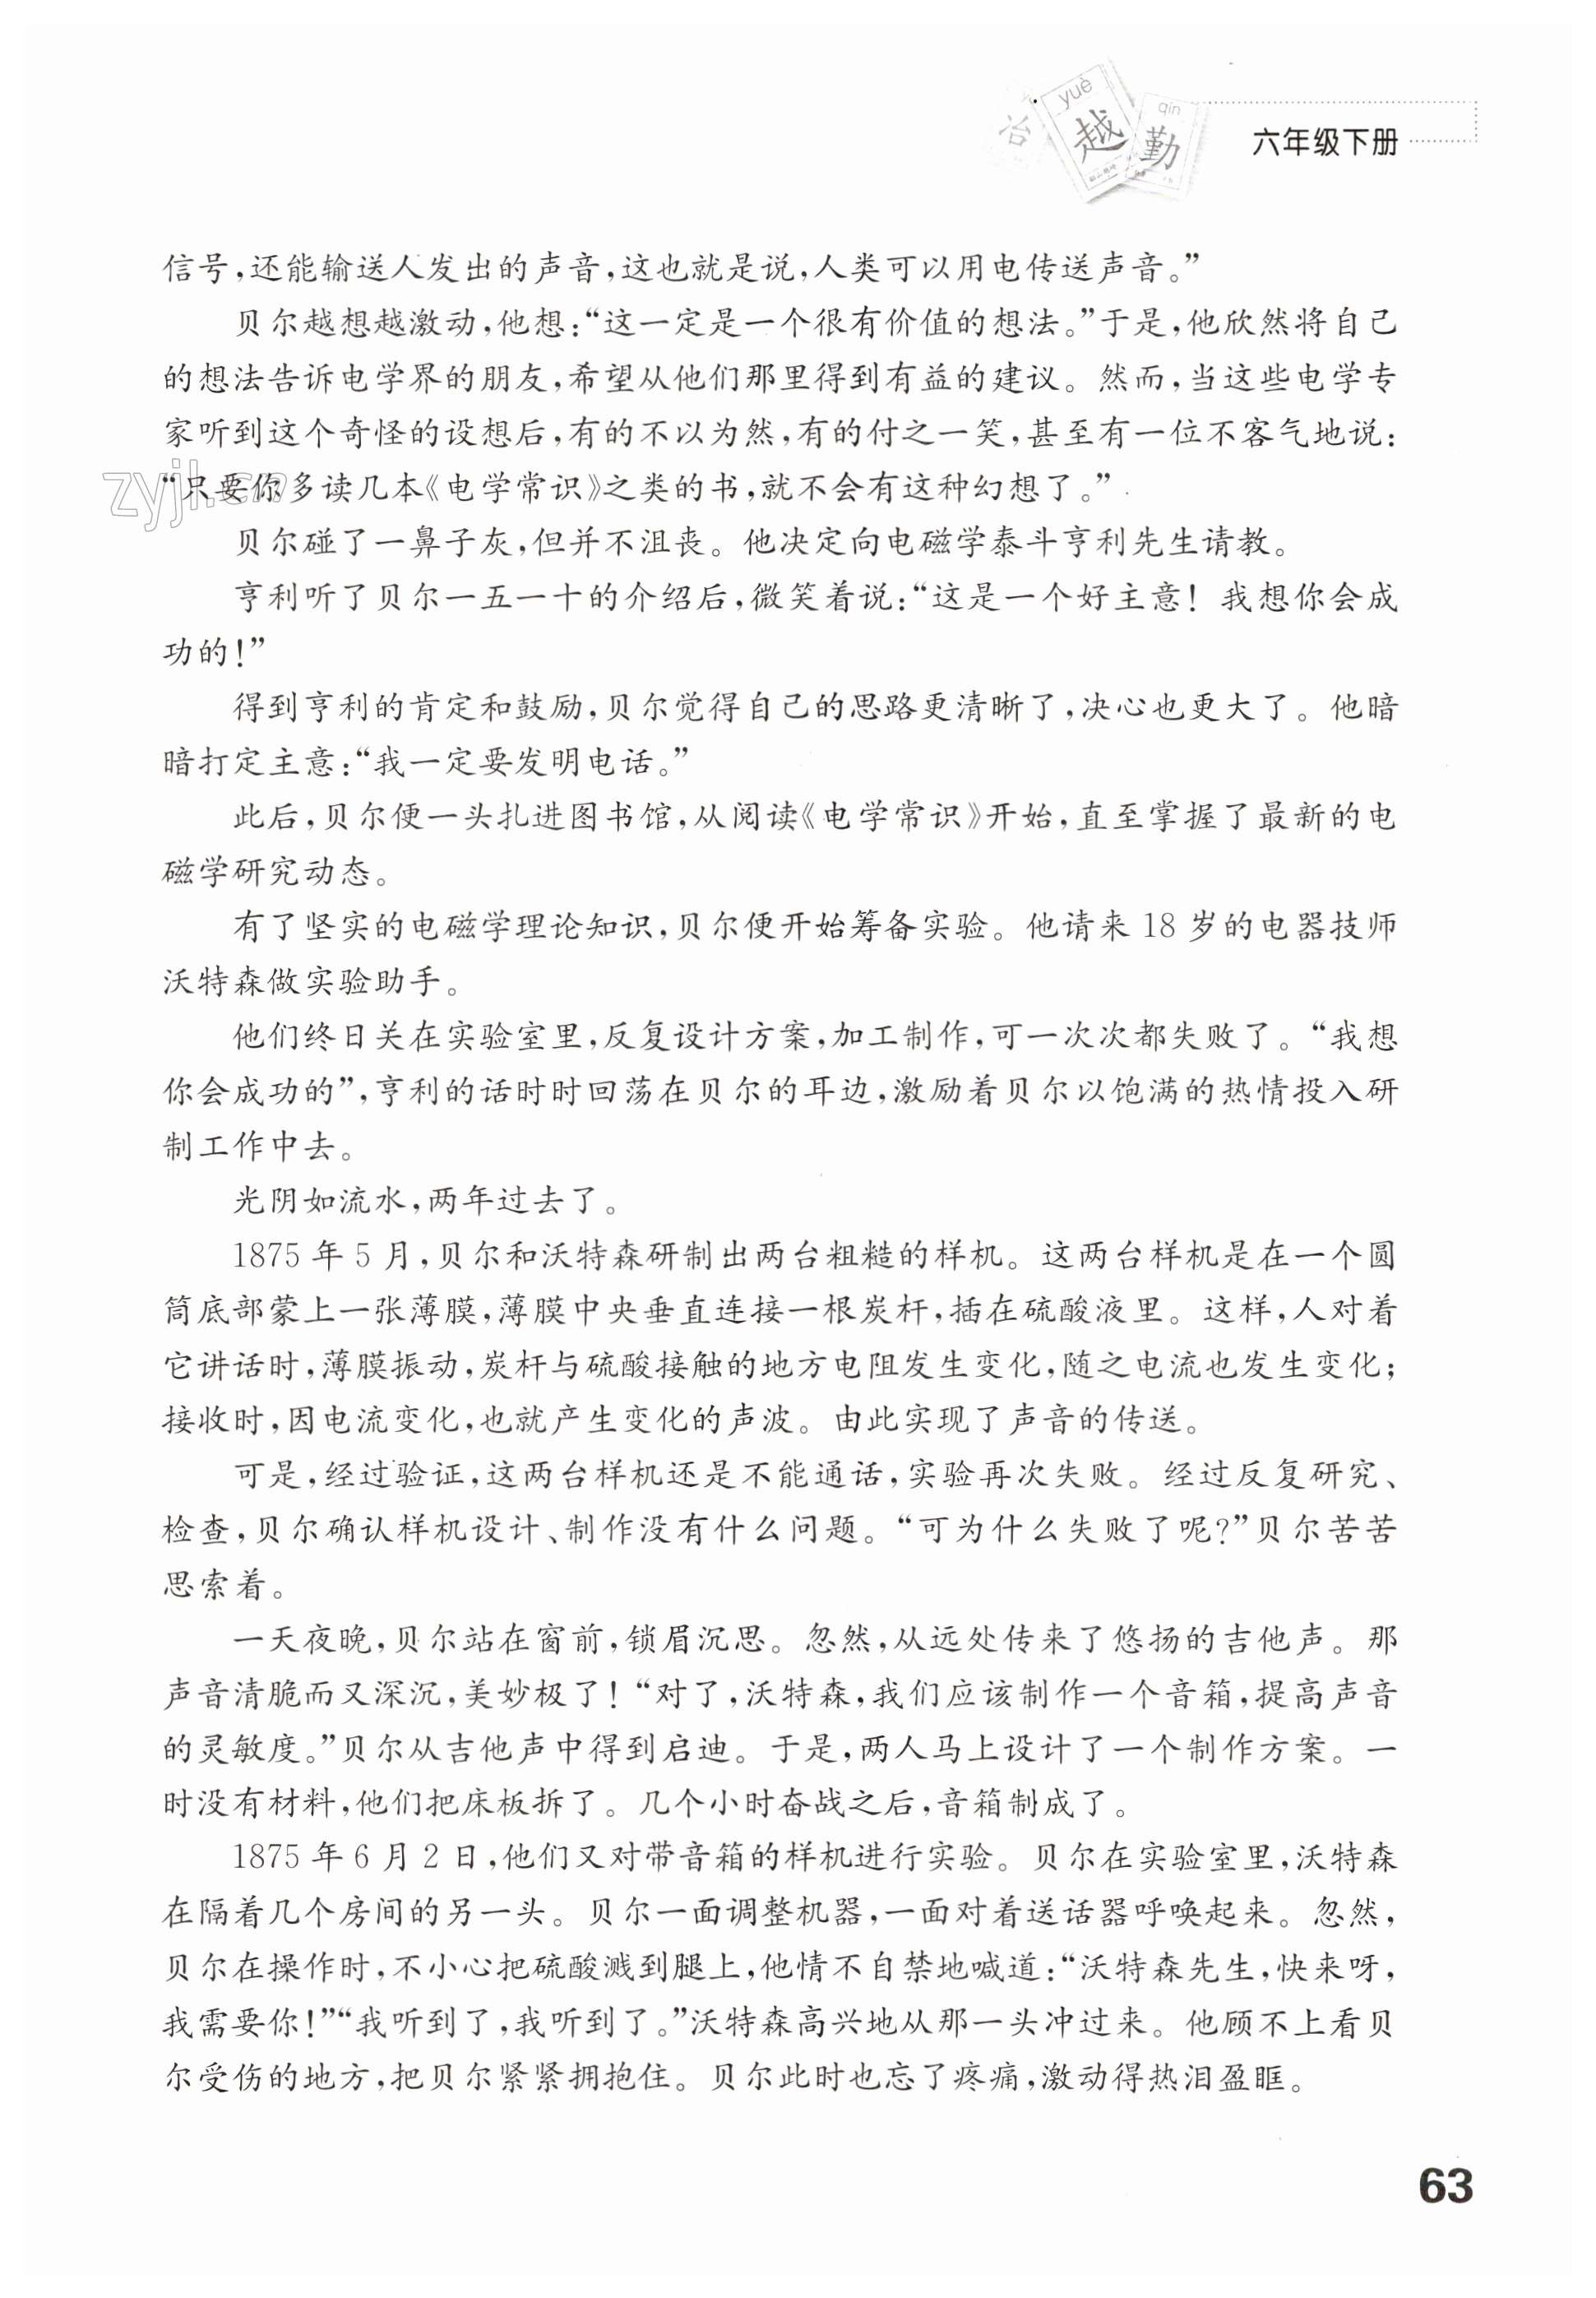 yuè
qìn
冶
越
勤
六年级下册
信号,还能输送人发出的声音,这也就是说,人类可以用电传送声音。”
贝尔越想越激动,他想:“这一定是一个很有价值的想法。”于是,他欣然将自己
的想法告诉电学界的朋友,希望从他们那里得到有益的建议。然而,当这些电学专
家听到这个奇怪的设想后,有的不以为然,有的付之一笑,甚至有一位不客气地说:
“只要你多读几本《电学常识》之类的书,就不会有这种幻想了。”
zyjl.cn
贝尔碰了一鼻子灰,但并不沮丧。他决定向电磁学泰斗亨利先生请教。
亨利听了贝尔一五一十的介绍后,微笑着说:“这是一个好主意!我想你会成
功的!”
得到亨利的肯定和鼓励,贝尔觉得自己的思路更清晰了,决心也更大了。他暗
暗打定主意:“我一定要发明电话。”
此后,贝尔便一头扎进图书馆,从阅读《电学常识》开始,直至掌握了最新的电
磁学研究动态。
有了坚实的电磁学理论知识,贝尔便开始筹备实验。他请来 18 岁的电器技师
沃特森做实验助手。
他们终日关在实验室里,反复设计方案,加工制作,可一次次都失败了。“我想
你会成功的”,亨利的话时时回荡在贝尔的耳边,激励着贝尔以饱满的热情投入研
制工作中去。
光阴如流水,两年过去了。
1875 年 5 月,贝尔和沃特森研制出两台粗糙的样机。这两台样机是在一个圆
筒底部蒙上一张薄膜,薄膜中央垂直连接一根炭杆,插在硫酸液里。这样,人对着
它讲话时,薄膜振动,炭杆与硫酸接触的地方电阻发生变化,随之电流也发生变化;
接收时,因电流变化,也就产生变化的声波。由此实现了声音的传送。
可是,经过验证,这两台样机还是不能通话,实验再次失败。经过反复研究、
检查,贝尔确认样机设计、制作没有什么问题。“可为什么失败了呢?”贝尔苦苦
思索着。
一天夜晚,贝尔站在窗前,锁眉沉思。忽然,从远处传来了悠扬的吉他声。那
声音清脆而又深沉,美妙极了!“对了,沃特森,我们应该制作一个音箱,提高声音
的灵敏度。”贝尔从吉他声中得到启迪。于是,两人马上设计了一个制作方案。一
时没有材料,他们把床板拆了。几个小时奋战之后,音箱制成了。
1875 年 6 月 2 日,他们又对带音箱的样机进行实验。贝尔在实验室里,沃特森
在隔着几个房间的另一头。贝尔一面调整机器,一面对着送话器呼唤起来。忽然,
贝尔在操作时,不小心把硫酸溅到腿上,他情不自禁地喊道:“沃特森先生,快来呀,
我需要你!”“我听到了,我听到了。”沃特森高兴地从那一头冲过来。他顾不上看贝
尔受伤的地方,把贝尔紧紧拥抱住。贝尔此时也忘了疼痛,激动得热泪盈眶。
63